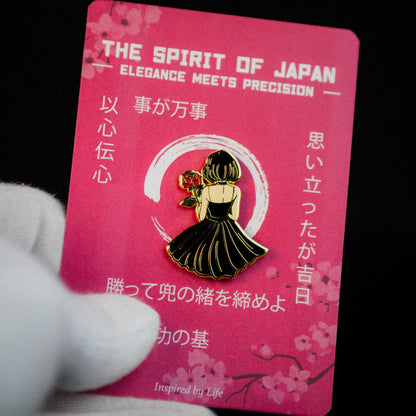 THE SPIRIT OF JAPAN
— ELEGANCE MEETS PRECISION —
事が万事
以心伝心
思い立ったが吉日
勝って兜の緒を締めよ
功の基
Inspired by Life